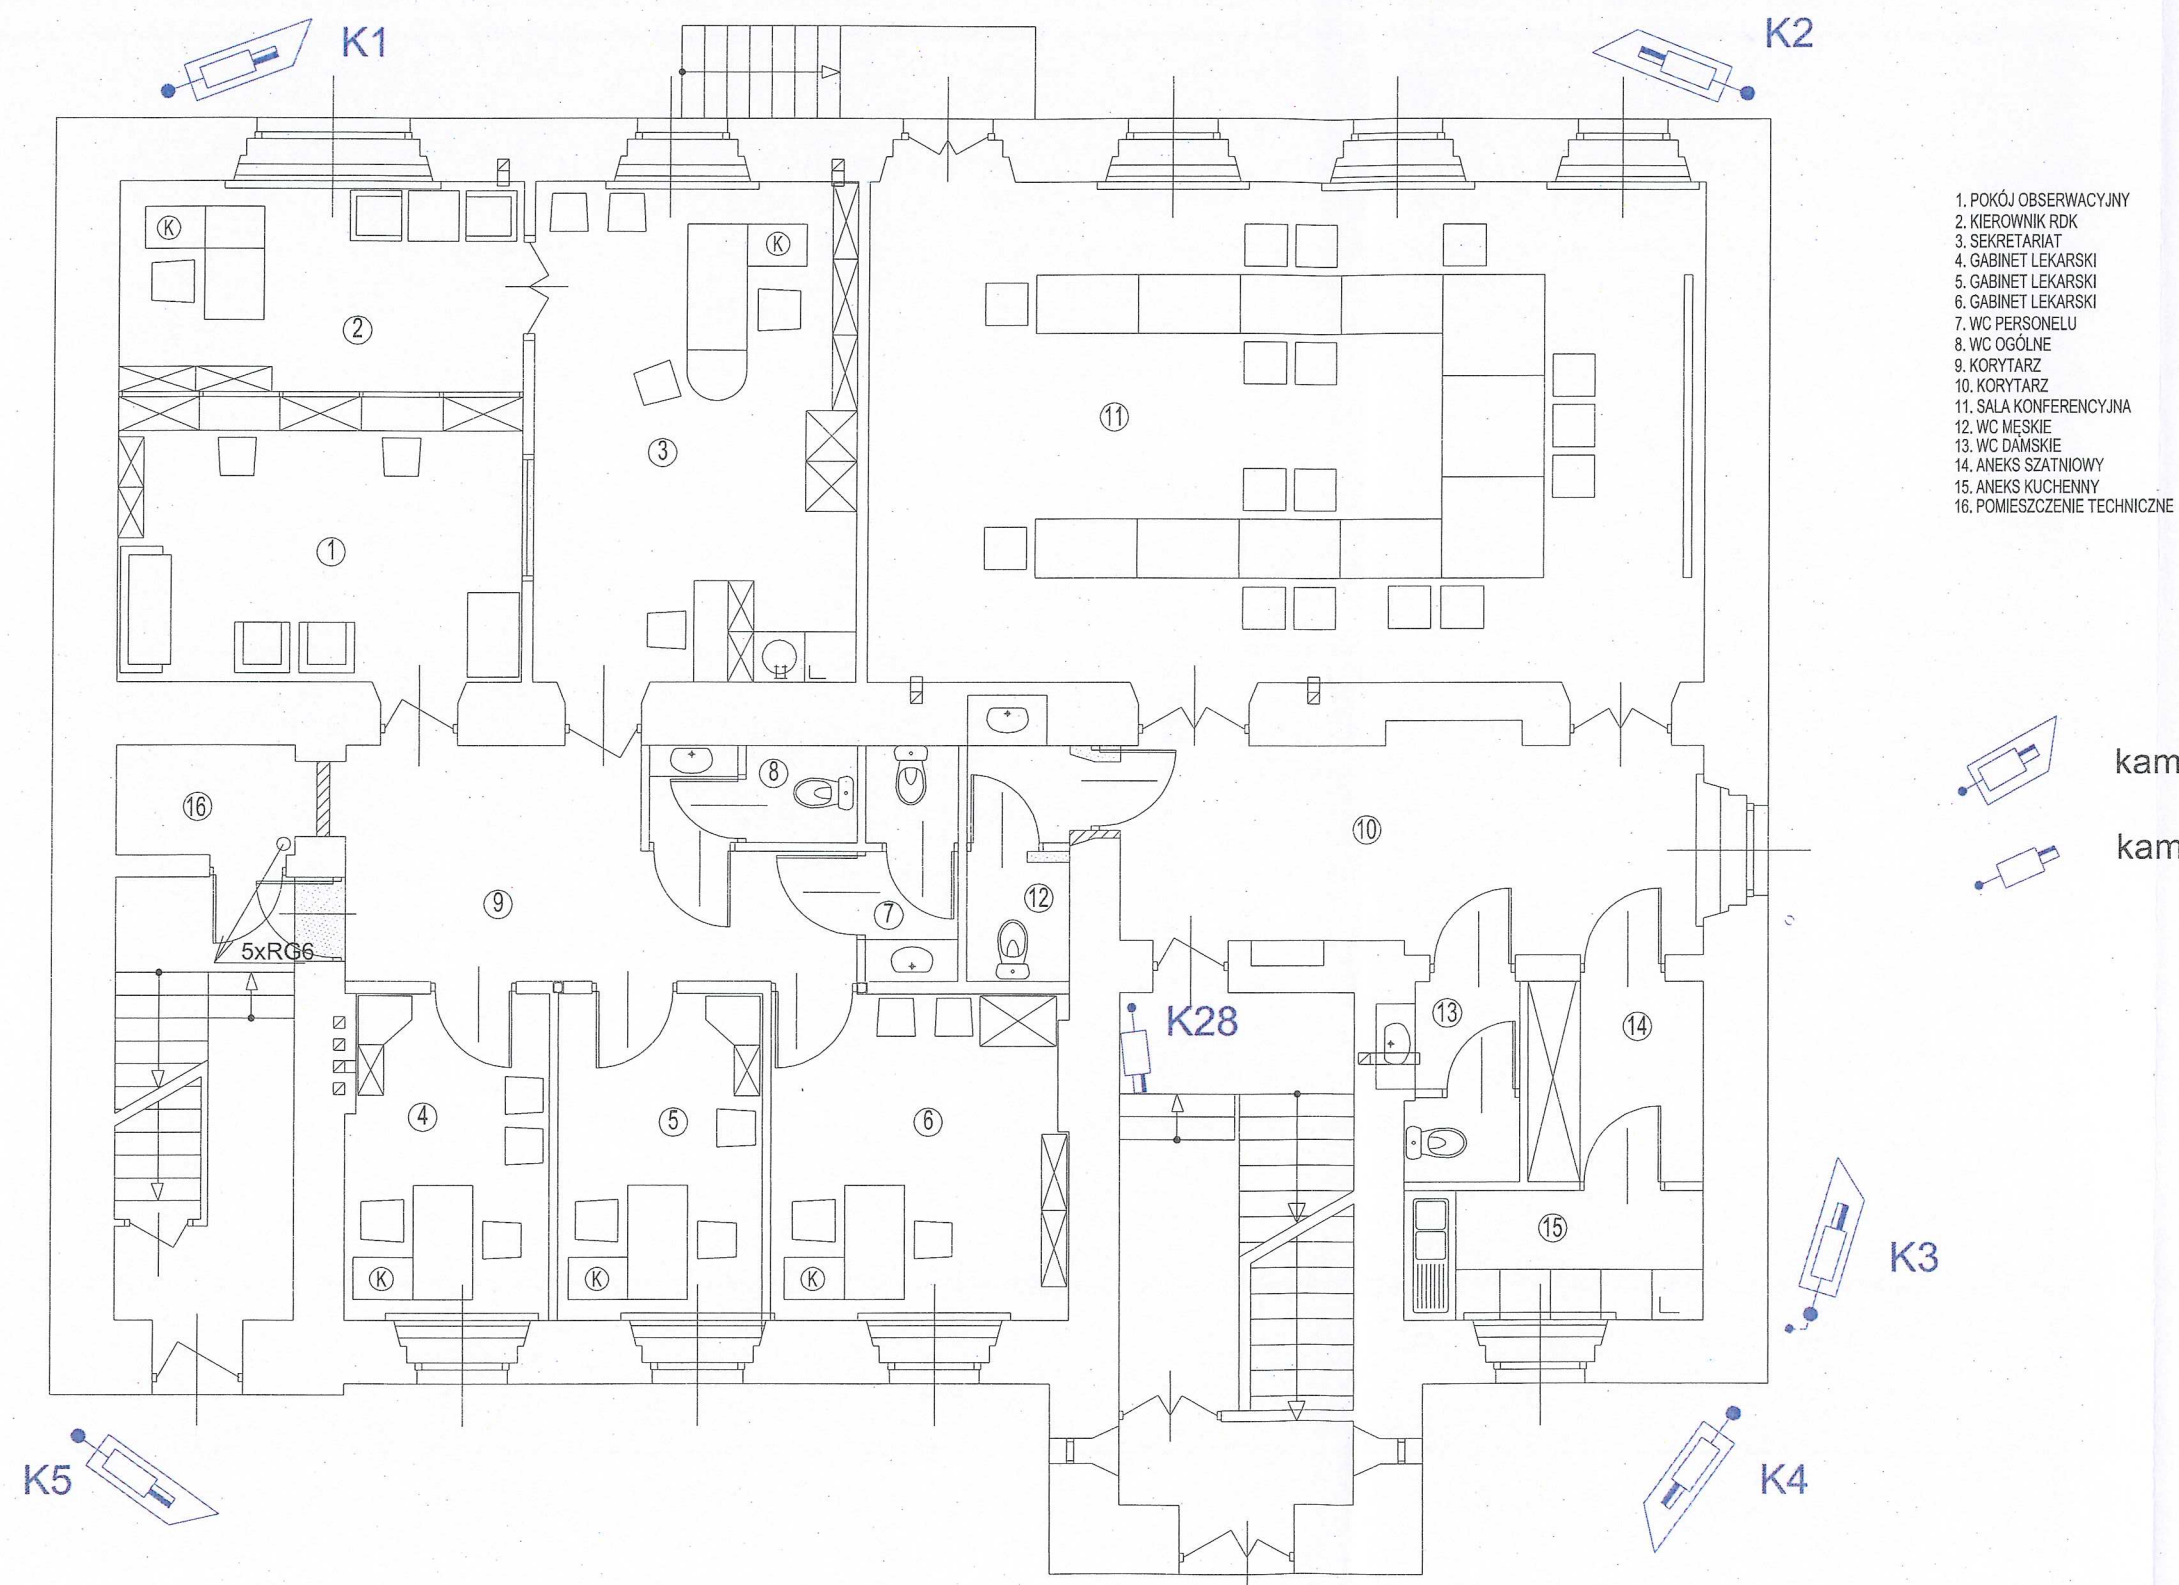 K1
K2
K
K
2
3
11
1
1. POKÓJ OBSERWACYJNY
2. KIEROWNIK RDK
3. SEKRETARIAT
4. GABINET LEKARSKI
5. GABINET LEKARSKI
6. GABINET LEKARSKI
7. WC PERSONELU
8. WC OGÓLNE
9. KORYTARZ
10. KORYTARZ
11. SALA KONFERENCYJNA
12. WC MĘSKIE
13. WC DAMSKIE
14. ANEKS SZATNIOWY
15. ANEKS KUCHENNY
16. POMIESZCZENIE TECHNICZNE
kam
kam
8
16
10
9
7
12
5xRG6
K28
13
14
4
5
6
15
K
K
K
K3
K5
K4